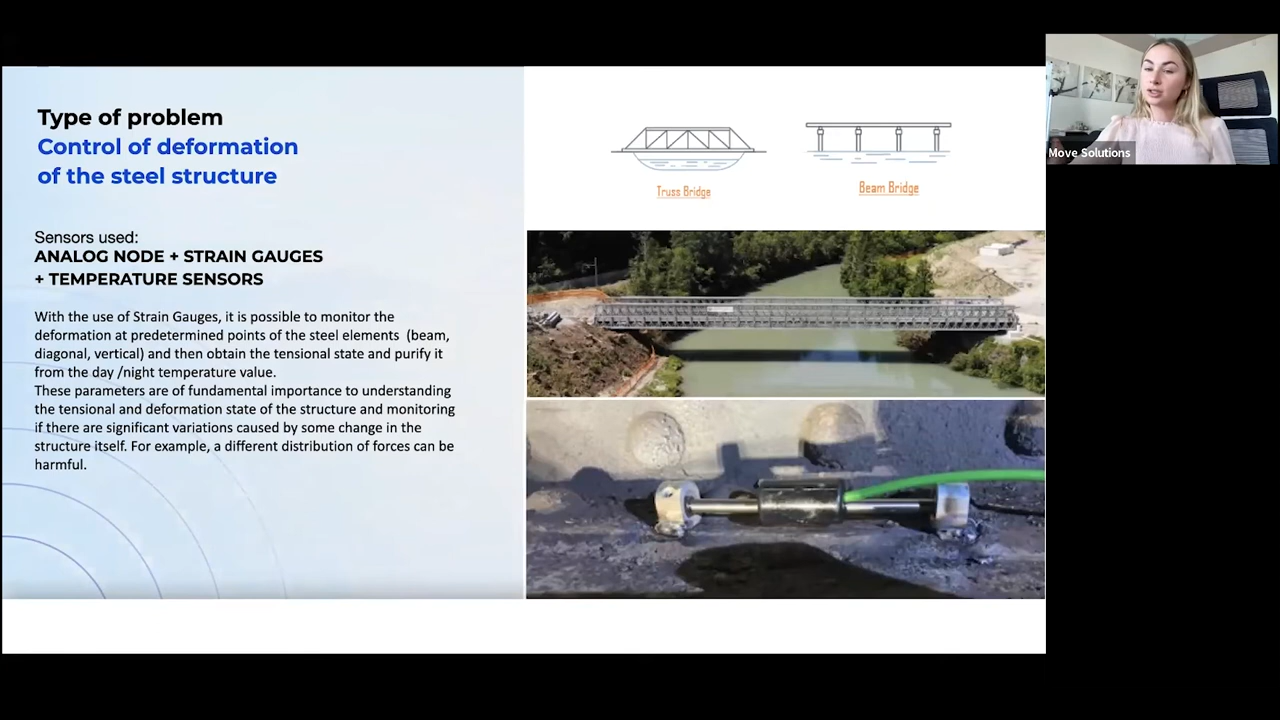 Type of problem
Control of deformation
of the steel structure
Sensors used:
ANALOG NODE + STRAIN GAUGES
+ TEMPERATURE SENSORS
With the use of Strain Gauges, it is possible to monitor the
deformation at predetermined points of the steel elements (beam,
diagonal, vertical) and then obtain the tensional state and purify it
from the day /night temperature value.
These parameters are of fundamental importance to understanding
the tensional and deformation state of the structure and monitoring
if there are significant variations caused by some change in the
structure itself. For example, a different distribution of forces can be
harmful.
Truss Bridge
Beam Bridge
Move Solutions